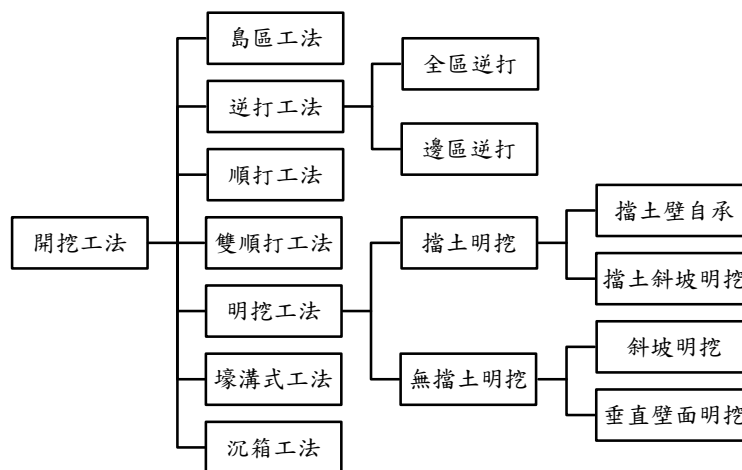 開挖工法
島區工法
逆打工法
全區逆打
邊區逆打
順打工法
雙順打工法
明挖工法
擋土明挖
擋土壁自承
擋土斜坡明挖
無擋土明挖
斜坡明挖
垂直壁面明挖
壕溝式工法
沉箱工法